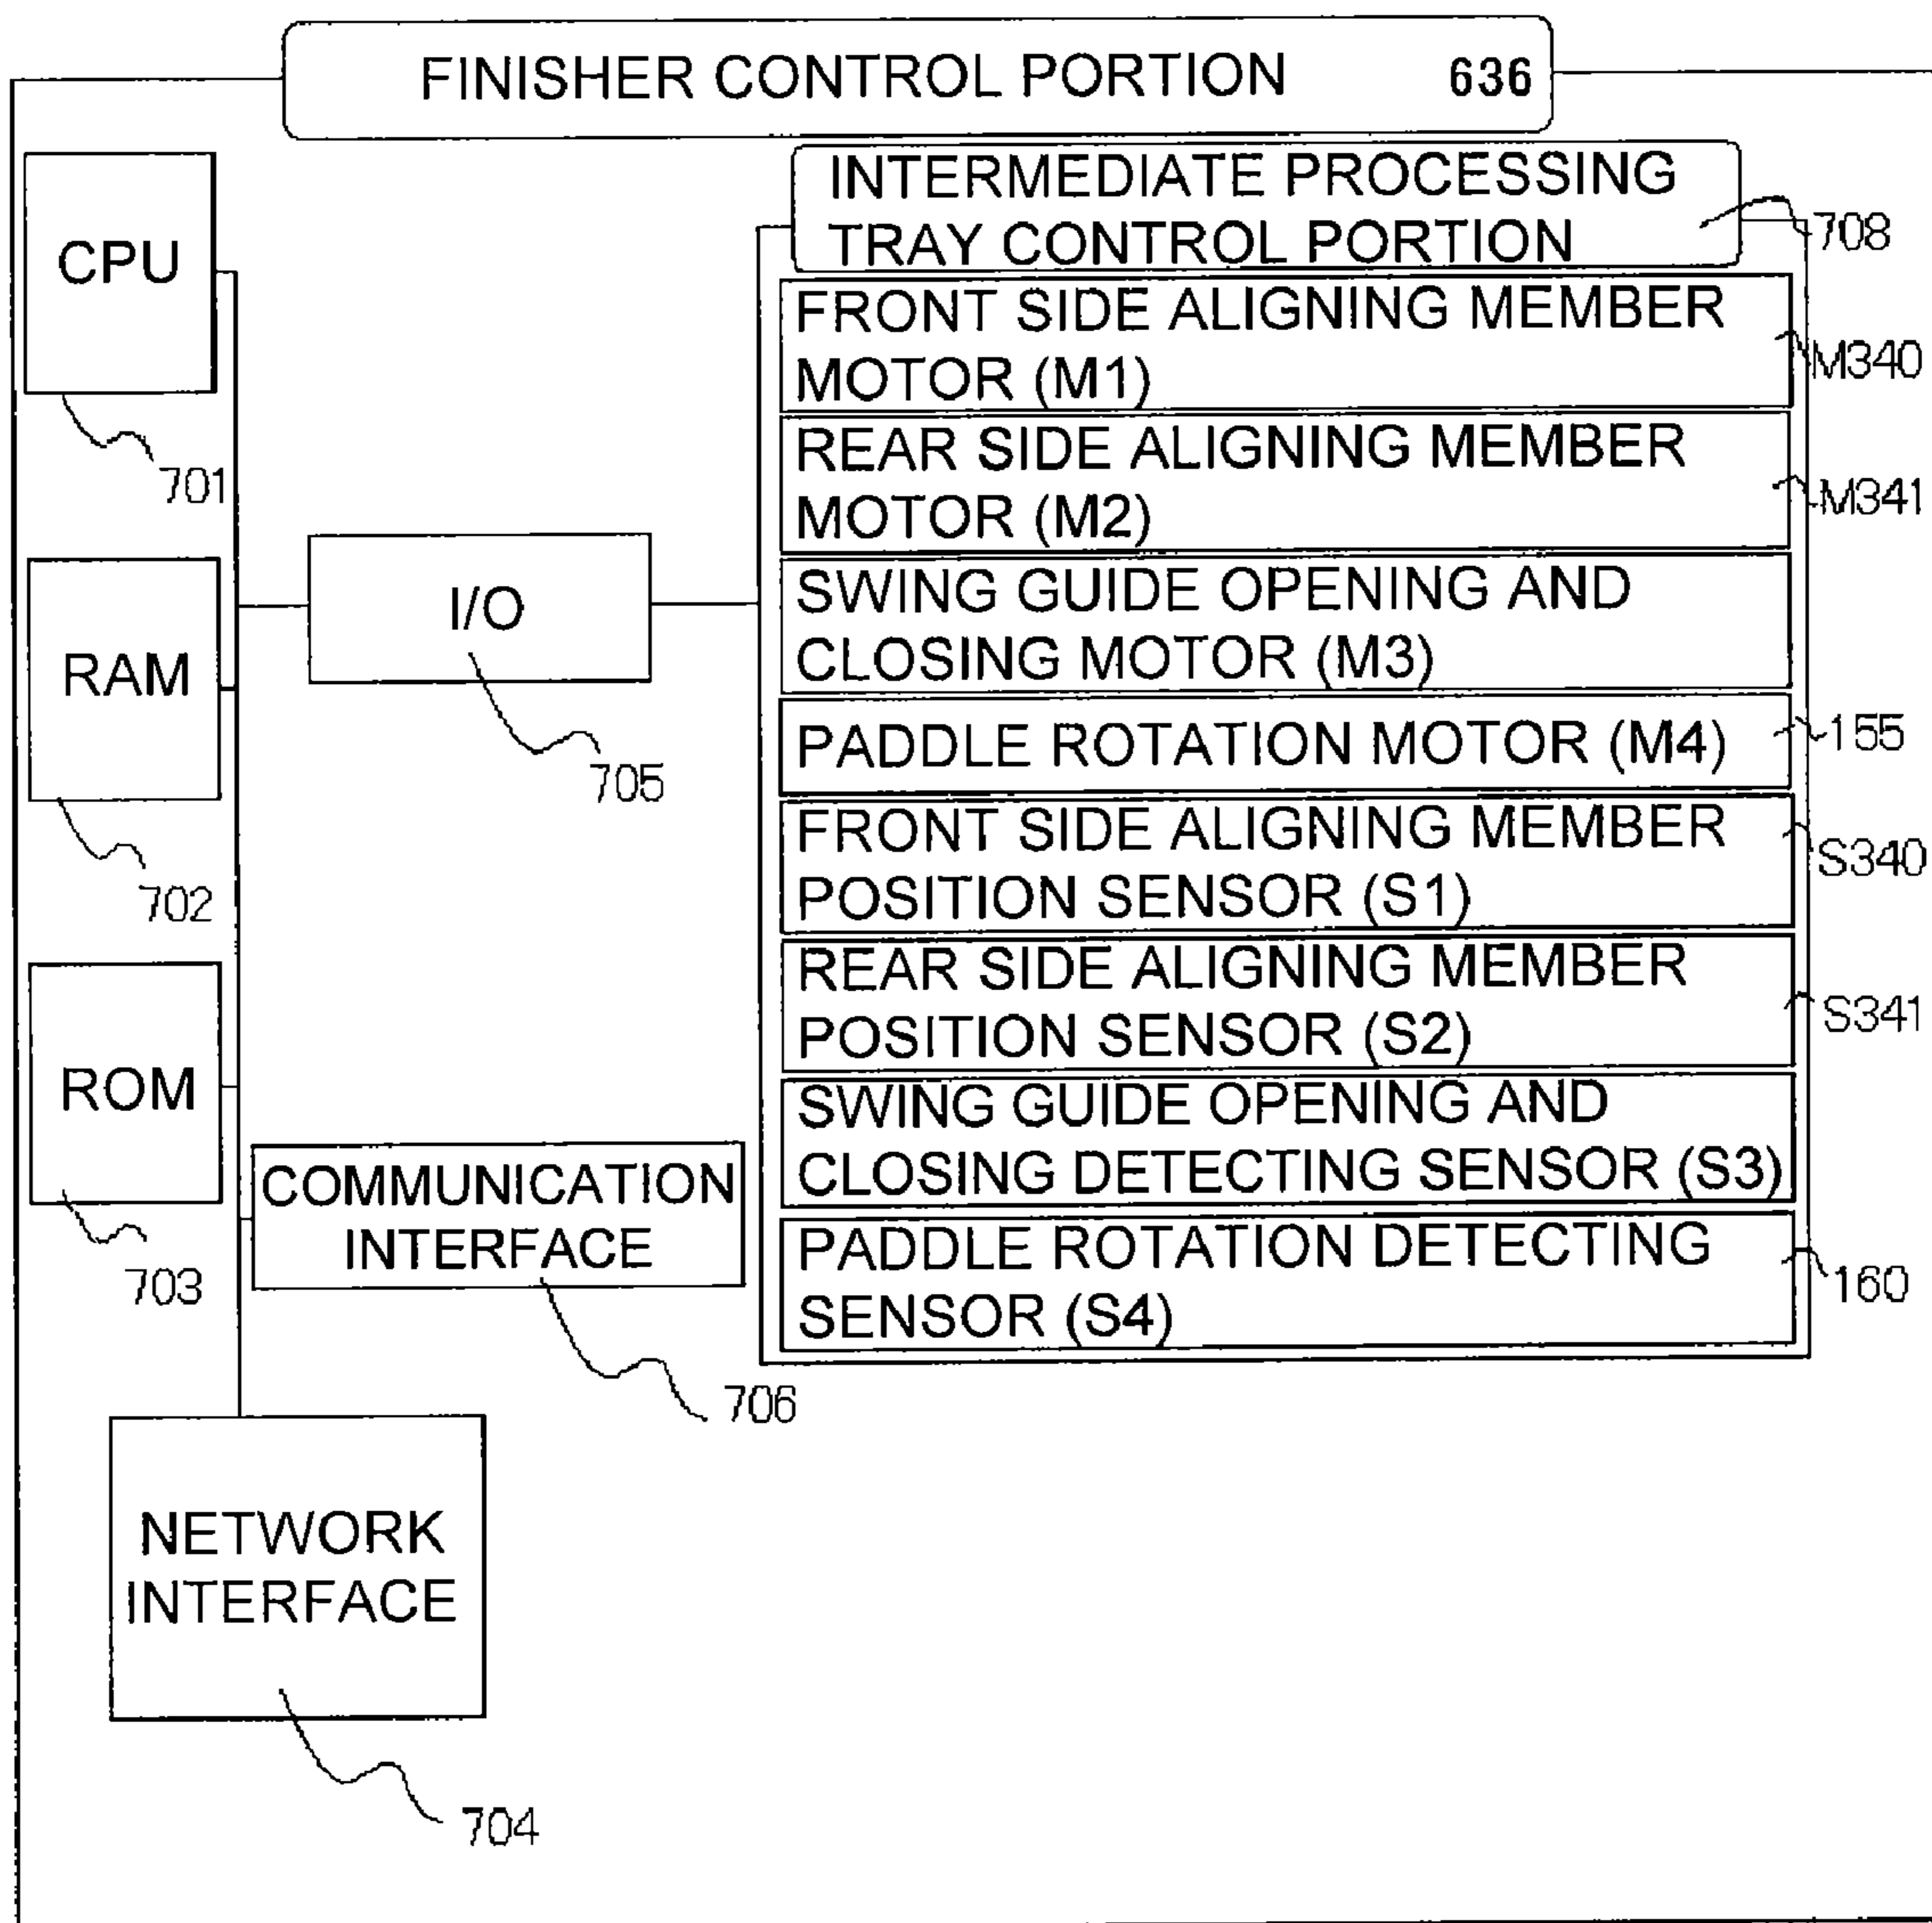 FINISHER CONTROL PORTION 636
CPU
701
RAM
702
ROM
703
I/O
705
COMMUNICATION
INTERFACE
706
NETWORK
INTERFACE
704
INTERMEDIATE PROCESSING
TRAY CONTROL PORTION
708
FRONT SIDE ALIGNING MEMBER
MOTOR (M1)
M340
REAR SIDE ALIGNING MEMBER
MOTOR (M2)
M341
SWING GUIDE OPENING AND
CLOSING MOTOR (M3)
PADDLE ROTATION MOTOR (M4)
155
FRONT SIDE ALIGNING MEMBER
POSITION SENSOR (S1)
S340
REAR SIDE ALIGNING MEMBER
POSITION SENSOR (S2)
S341
SWING GUIDE OPENING AND
CLOSING DETECTING SENSOR (S3)
PADDLE ROTATION DETECTING
SENSOR (S4)
160